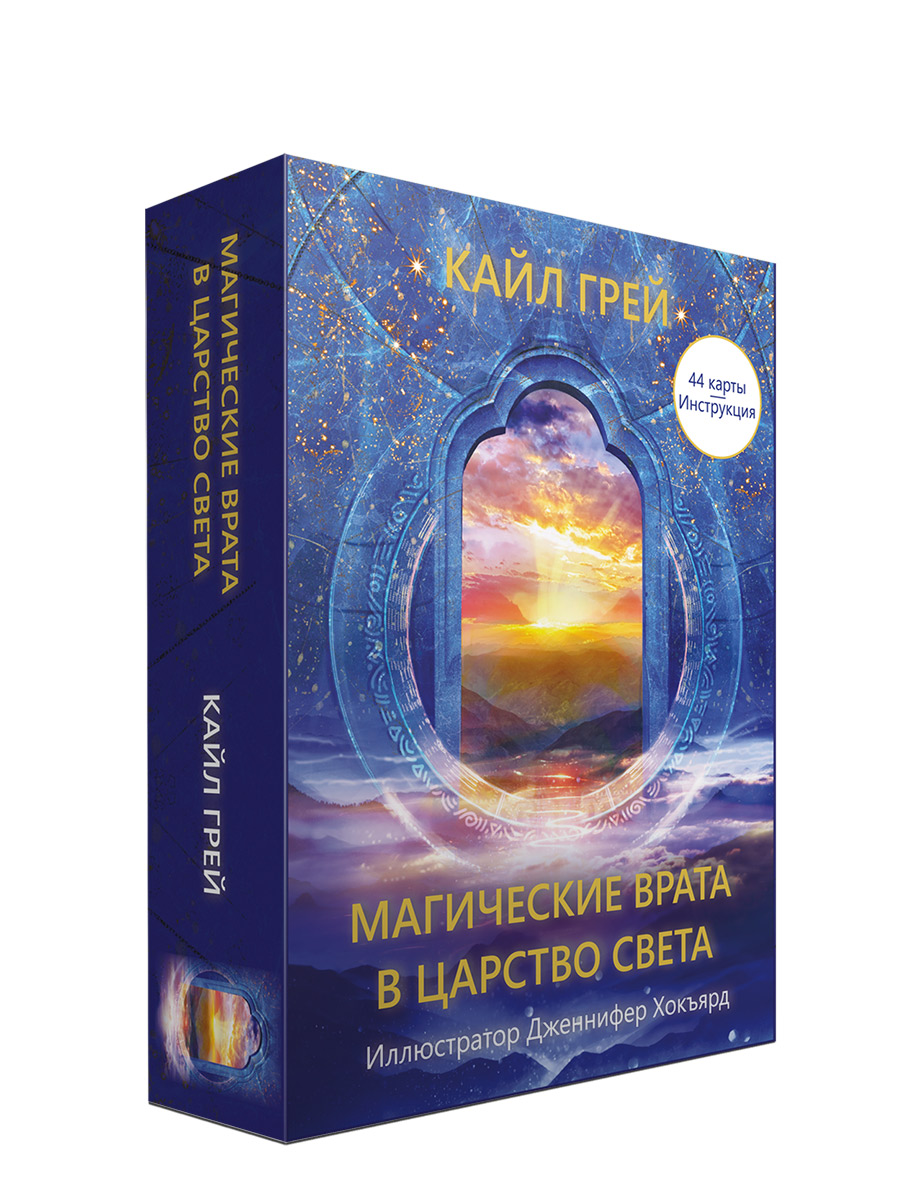 МАГИЧЕСКИЕ ВРАТА
В ЦАРСТВО СВЕТА
КАЙЛ ГРЕЙ
КАЙЛ ГРЕЙ
44 карты
Инструкция
МАГИЧЕСКИЕ ВРАТА
В ЦАРСТВО СВЕТА
Иллюстратор Дженнифер Хокъярд